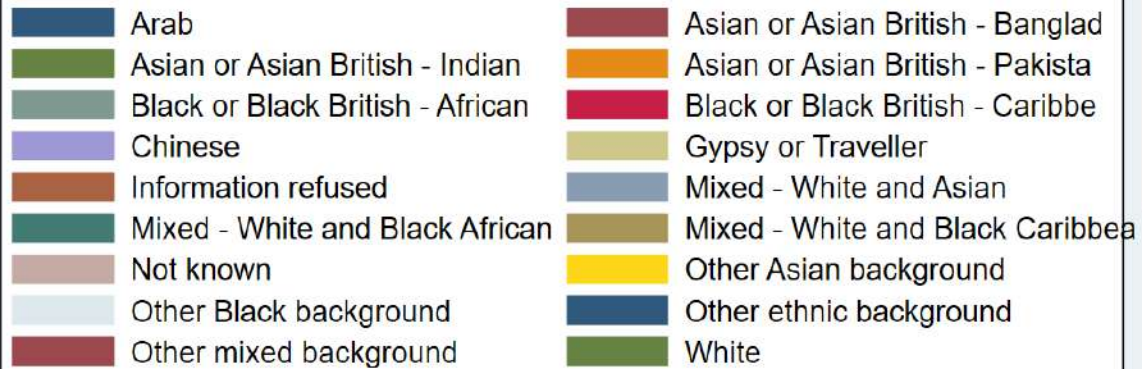 Arab
Asian or Asian British - Banglad
Asian or Asian British - Indian
Asian or Asian British - Pakista
Black or Black British - African
Black or Black British - Caribbe
Chinese
Gypsy or Traveller
Information refused
Mixed - White and Asian
Mixed - White and Black African
Mixed - White and Black Caribbea
Not known
Other Asian background
Other Black background
Other ethnic background
Other mixed background
White